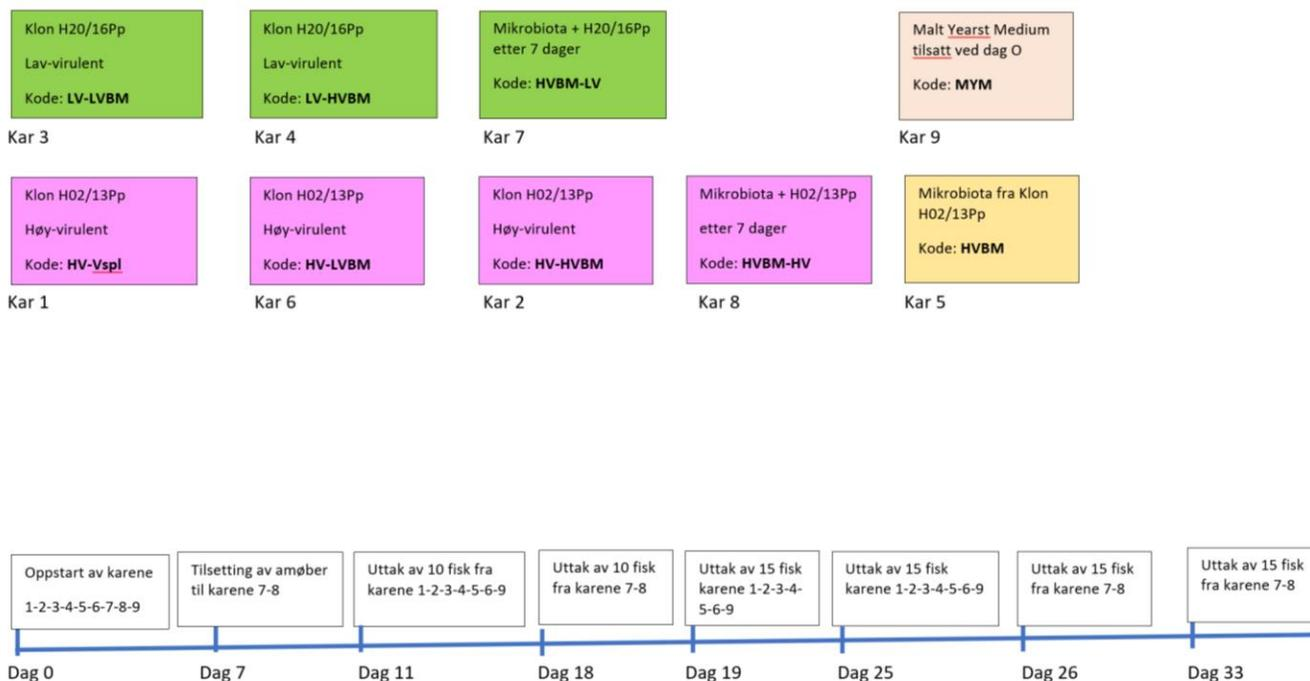 Klon H20/16Pp
Lav-virulent
Kode: LV-LVBM
Kar 3
Klon H20/16Pp
Lav-virulent
Kode: LV-HVBM
Kar 4
Mikrobiota + H20/16Pp
etter 7 dager
Kode: HVBM-LV
Kar 7
Malt Yearst Medium
tilsatt ved dag O
Kode: MYM
Kar 9
Klon H02/13Pp
Høy-virulent
Kode: HV-Vspl
Kar 1
Klon H02/13Pp
Høy-virulent
Kode: HV-LVBM
Kar 6
Klon H02/13Pp
Høy-virulent
Kode: HV-HVBM
Kar 2
Mikrobiota + H02/13Pp
etter 7 dager
Kode: HVBM-HV
Kar 8
Mikrobiota fra Klon
H02/13Pp
Kode: HVBM
Kar 5
Oppstart av karene
1-2-3-4-5-6-7-8-9
Dag 0
Tilsetting av amøber
til karene 7-8
Dag 7
Uttak av 10 fisk fra
karene 1-2-3-4-5-6-9
Dag 11
Uttak av 10 fisk
fra karene 7-8
Dag 18
Uttak av 15 fisk
karene 1-2-3-4-
5-6-9
Dag 19
Uttak av 15 fisk
karene 1-2-3-4-5-6-9
Dag 25
Uttak av 15 fisk
fra karene 7-8
Dag 26
Uttak av 15 fisk
fra karene 7-8
Dag 33